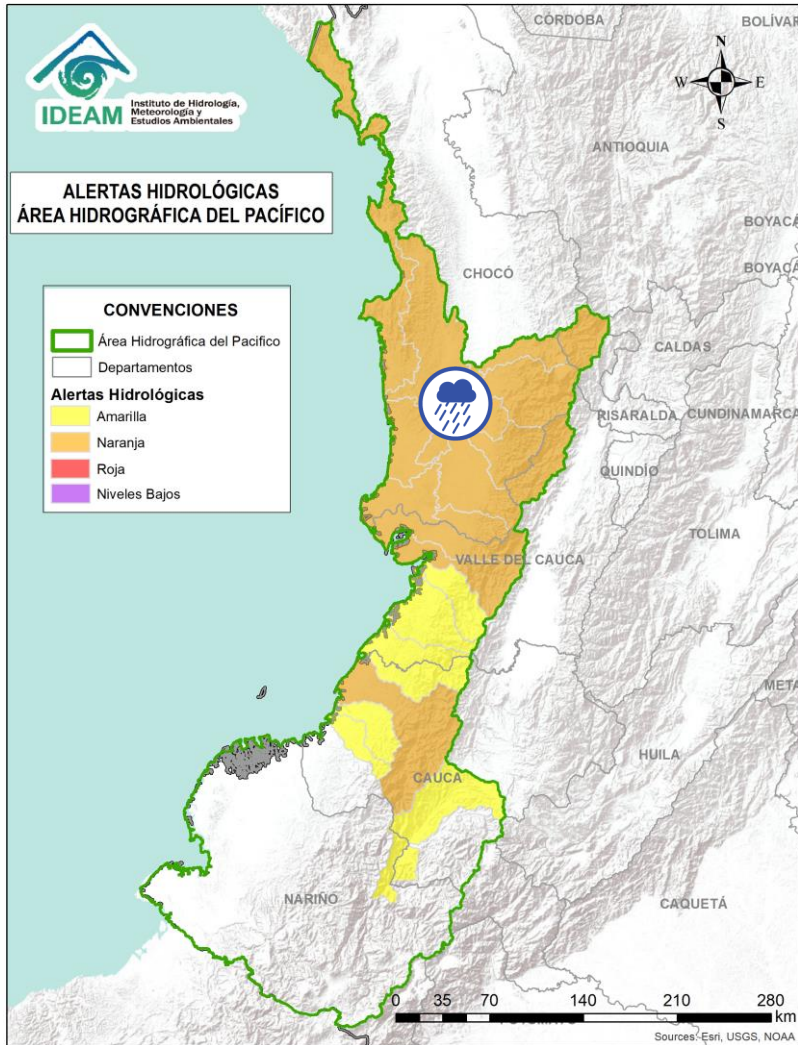 CÓRDOBA
BOLÍVAR
N
W
E
S
IDEAM
Instituto de Hidrología,
Meteorología y
Estudios Ambientales
ANTIOQUIA
ALERTAS HIDROLÓGICAS
ÁREA HIDROGRÁFICA DEL PACÍFICO
BOYACÁ
BOYACÁ
CHOCÓ
CONVENCIONES
Área Hidrográfica del Pacifico
Departamentos
Alertas Hidrológicas
Amarilla
Naranja
Roja
Niveles Bajos
CALDAS
RISARALDA
CUNDINAMARCA
QUINDÍO
TOLIMA
VALLE DEL CAUCA
META
HUILA
CAUCA
NARIÑO
CAQUETÁ
0 35 70 140 210 280
km
Sources: Esri, USGS, NOAA